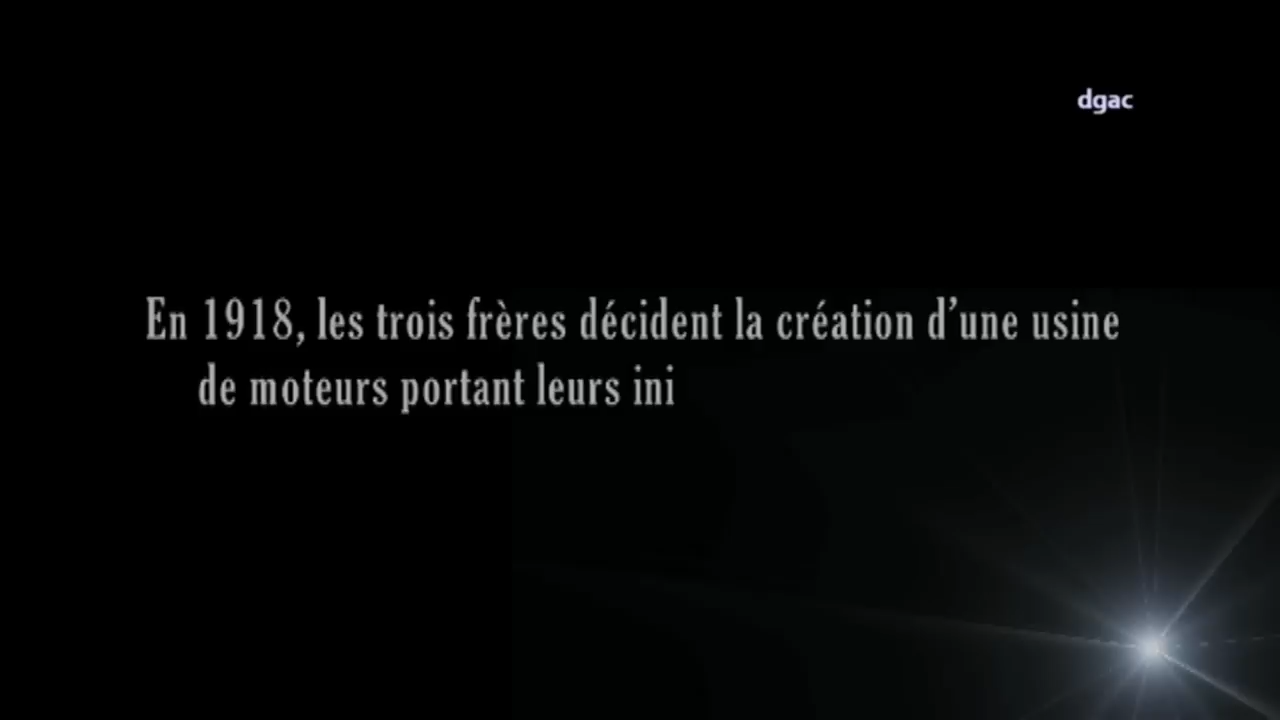 dgac
En 1918, les trois frères décident la création d’une usine
de moteurs portant leurs ini